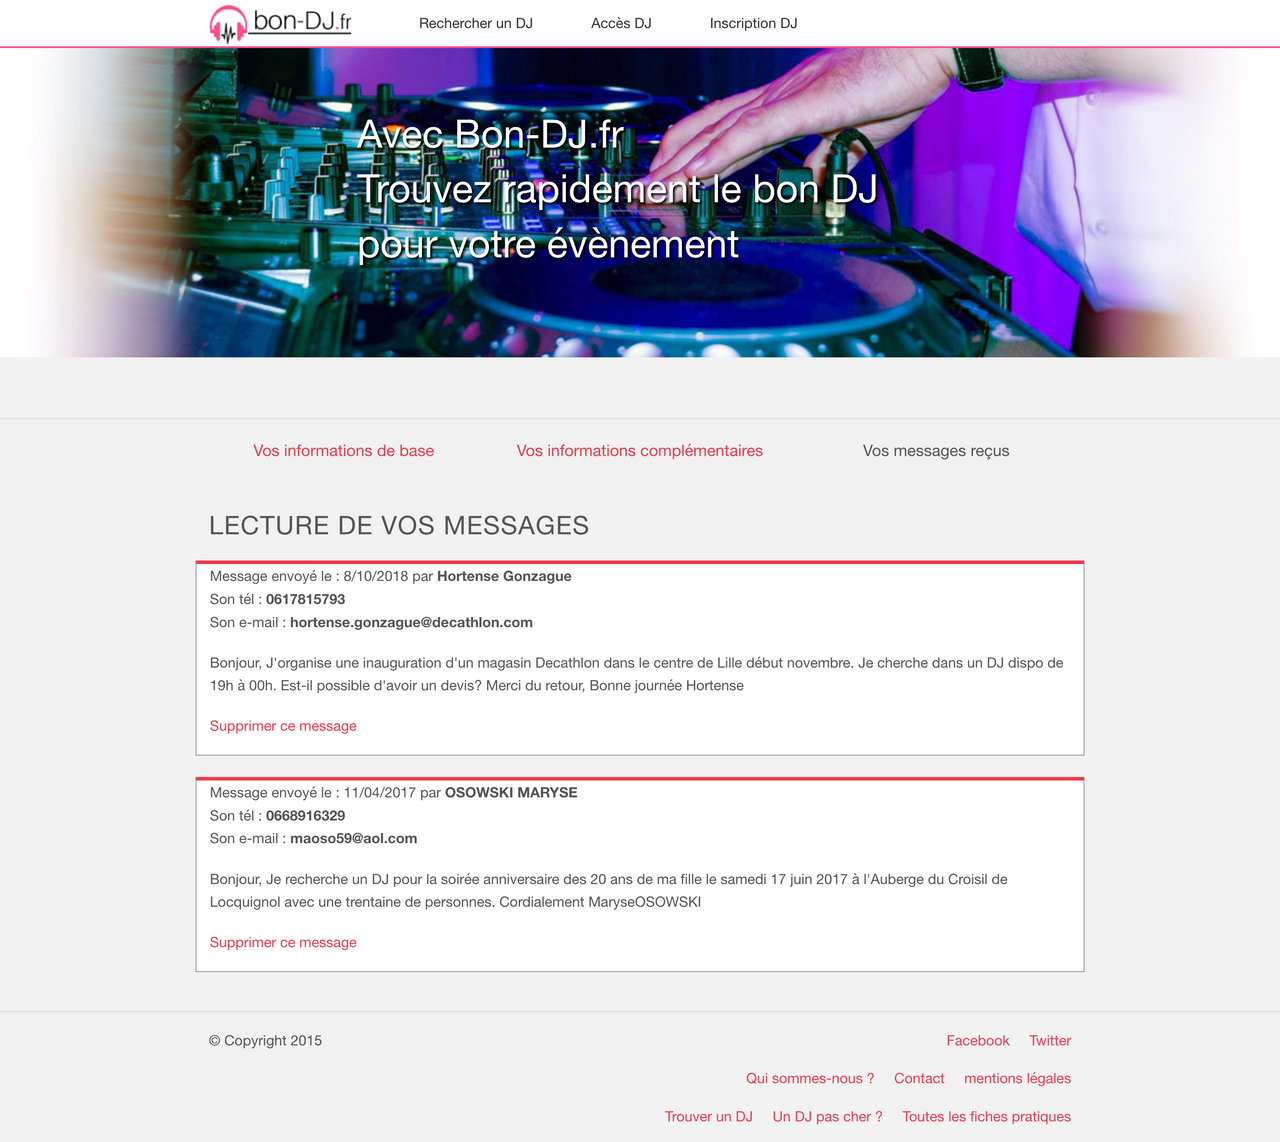 bon-DJ.fr
Rechercher un DJ
Accès DJ
Inscription DJ
Avec Bon-DJ.fr
Trouvez rapidement le bon DJ
pour votre évènement
Vos informations de base
Vos informations complémentaires
Vos messages reçus
LECTURE DE VOS MESSAGES
Message envoyé le : 8/10/2018 par Hortense Gonzague
Son tél : 0617815793
Son e-mail : hortense.gonzague@decathlon.com
Bonjour, J'organise une inauguration d'un magasin Decathlon dans le centre de Lille début novembre. Je cherche dans un DJ dispo de
19h à 00h. Est-il possible d'avoir un devis? Merci du retour, Bonne journée Hortense
Supprimer ce message
Message envoyé le : 11/04/2017 par OSOWSKI MARYSE
Son tél : 0668916329
Son e-mail : maoso59@aol.com
Bonjour, Je recherche un DJ pour la soirée anniversaire des 20 ans de ma fille le samedi 17 juin 2017 à l'Auberge du Croisil de
Locquignol avec une trentaine de personnes. Cordialement MaryseOSOWSKI
Supprimer ce message
© Copyright 2015
Facebook
Twitter
Qui sommes-nous ?
Contact
mentions légales
Trouver un DJ
Un DJ pas cher ?
Toutes les fiches pratiques